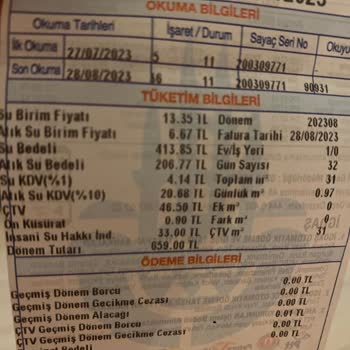 OKUMA BİLGİLERİ
Okuma Tarihleri İşaret / Durum Sayaç Seri No
İlk Okuma 27/07/2023 5 11 200309771
Son Okuma 28/08/2023 36 11 200309771 90931
TÜKETİM BİLGİLERİ
Su Birim Fiyatı 13.35 TL Dönem 202308
Atık Su Birim Fiyatı 6.67 TL Fatura Tarihi 28/08/2023
Su Bedeli 413.85 TL Ev/İş Yeri 1/0
Atık Su Bedeli 206.77 TL Gün Sayısı 32
Su KDV(%1) 4.14 TL Toplam m³ 31
Atık Su KDV(%10) 20.68 TL Günlük m³ 0.97
ÇTV 46.50 TL Ek m³ 0
Ön Küsürat 0.90 TL Fark m³ 0
İnsani Su Hakkı İnd. 33.00 TL ÇTV m³ 31
Dönem Tutarı 659.00 TL
ÖDEME BİLGİLERİ
Geçmiş Dönem Borcu 0.00 TL
Geçmiş Dönem Gecikme Cezası 0.00 TL
Geçmiş Dönem Alacağı 0.01 TL
ÇTV Geçmiş Dönem Borcu 0.00 TL
ÇTV Geçmiş Dönem Gecikme Cezası 0.00 TL
Bedeli 0.00 TL